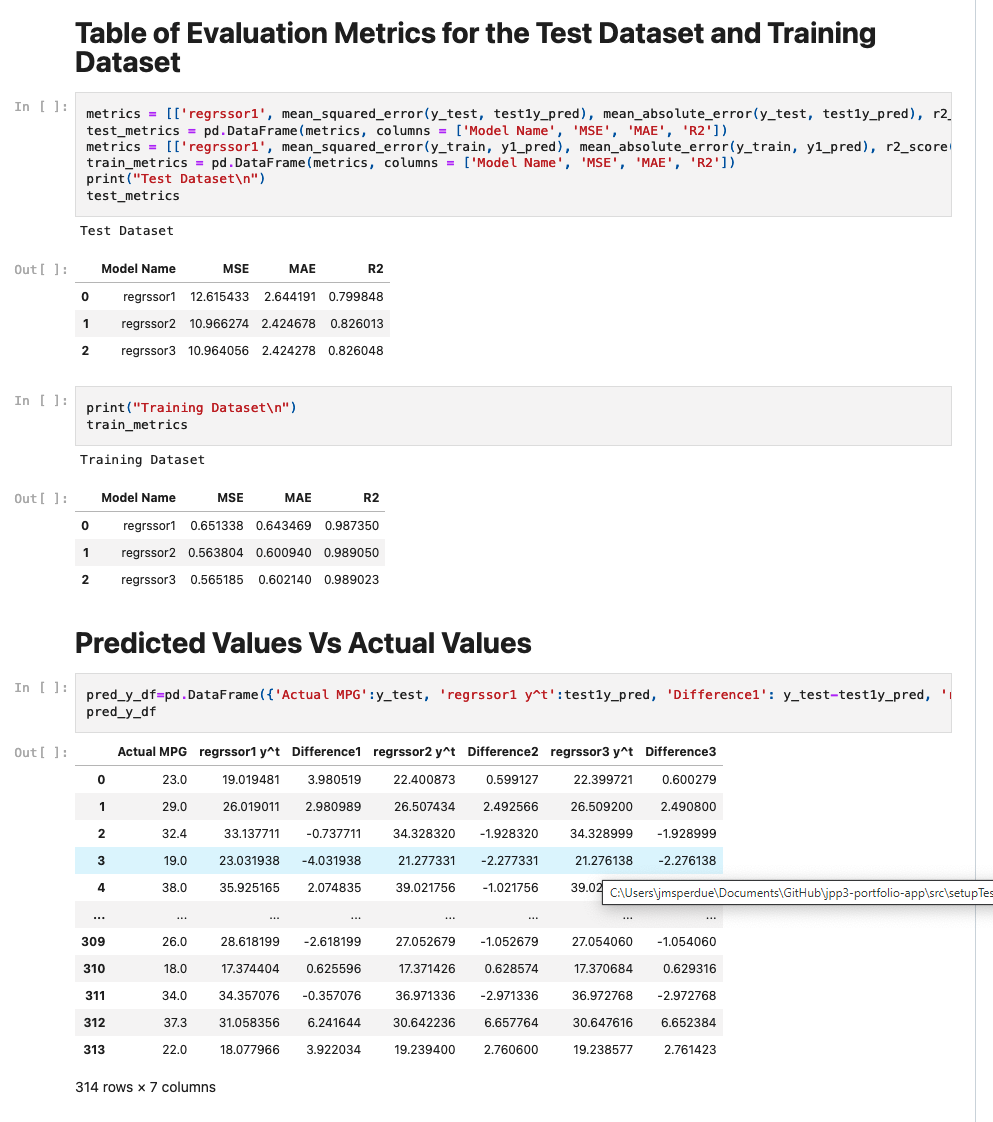 Table of Evaluation Metrics for the Test Dataset and Training
Dataset
In [ ]:
metrics = [['regrssor1', mean_squared_error(y_test, test1y_pred), mean_absolute_error(y_test, test1y_pred), r2_
test_metrics = pd.DataFrame(metrics, columns = ['Model Name', 'MSE', 'MAE', 'R2'])
metrics = [['regrssor1', mean_squared_error(y_train, y1_pred), mean_absolute_error(y_train, y1_pred), r2_score(
train_metrics = pd.DataFrame(metrics, columns = ['Model Name', 'MSE', 'MAE', 'R2'])
print("Test Dataset\n")
test_metrics
Test Dataset
Out[ ]: Model Name MSE MAE R2
0 regrssor1 12.615433 2.644191 0.799848
1 regrssor2 10.966274 2.424678 0.826013
2 regrssor3 10.964056 2.424278 0.826048
In [ ]:
print("Training Dataset\n")
train_metrics
Training Dataset
Out[ ]: Model Name MSE MAE R2
0 regrssor1 0.651338 0.643469 0.987350
1 regrssor2 0.563804 0.600940 0.989050
2 regrssor3 0.565185 0.602140 0.989023
Predicted Values Vs Actual Values
In [ ]:
pred_y_df=pd.DataFrame({'Actual MPG':y_test, 'regrssor1 y^t':test1y_pred, 'Difference1': y_test-test1y_pred, 'r
pred_y_df
Out[ ]: Actual MPG regrssor1 y^t Difference1 regrssor2 y^t Difference2 regrssor3 y^t Difference3
0 23.0 19.019481 3.980519 22.400873 0.599127 22.399721 0.600279
1 29.0 26.019011 2.980989 26.507434 2.492566 26.509200 2.490800
2 32.4 33.137711 -0.737711 34.328320 -1.928320 34.328999 -1.928999
3 19.0 23.031938 -4.031938 21.277331 -2.277331 21.276138 -2.276138
4 38.0 35.925165 2.074835 39.021756 -1.021756 39.02
C:\Users\jmsperdue\Documents\GitHub\jpp3-portfolio-app\src\setupTes
... ... ... ... ... ... ... ...
309 26.0 28.618199 -2.618199 27.052679 -1.052679 27.054060 -1.054060
310 18.0 17.374404 0.625596 17.371426 0.628574 17.370684 0.629316
311 34.0 34.357076 -0.357076 36.971336 -2.971336 36.972768 -2.972768
312 37.3 31.058356 6.241644 30.642236 6.657764 30.647616 6.652384
313 22.0 18.077966 3.922034 19.239400 2.760600 19.238577 2.761423
314 rows × 7 columns